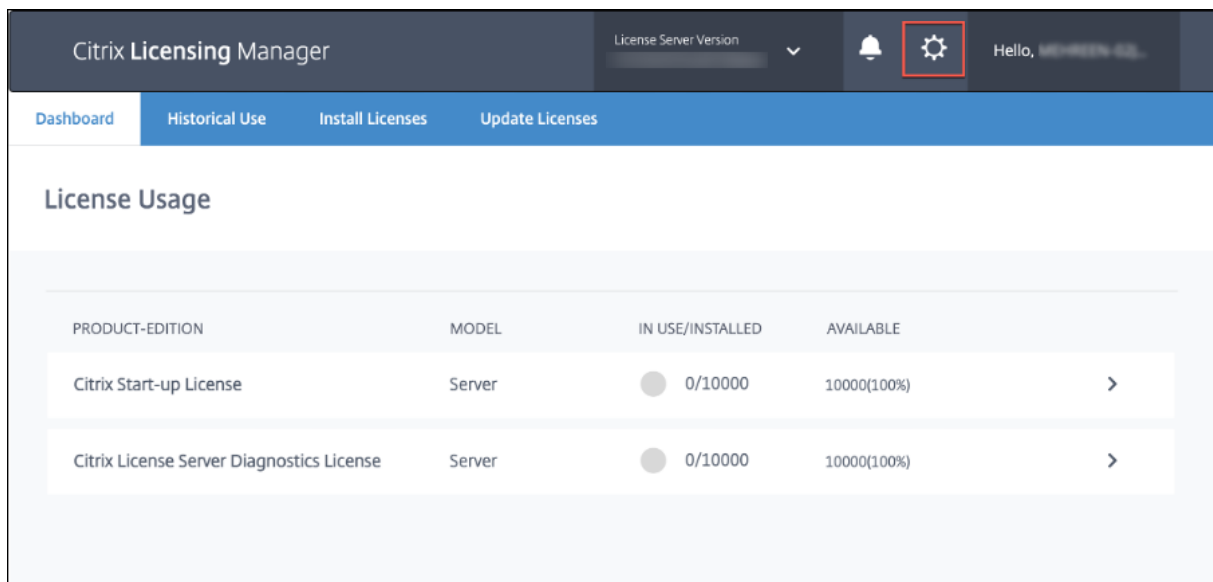 Citrix Licensing Manager
License Server Version
Hello,
Dashboard Historical Use Install Licenses Update Licenses
License Usage
PRODUCT-EDITION MODEL IN USE/INSTALLED AVAILABLE
Citrix Start-up License Server 0/10000 10000(100%)
Citrix License Server Diagnostics License Server 0/10000 10000(100%)